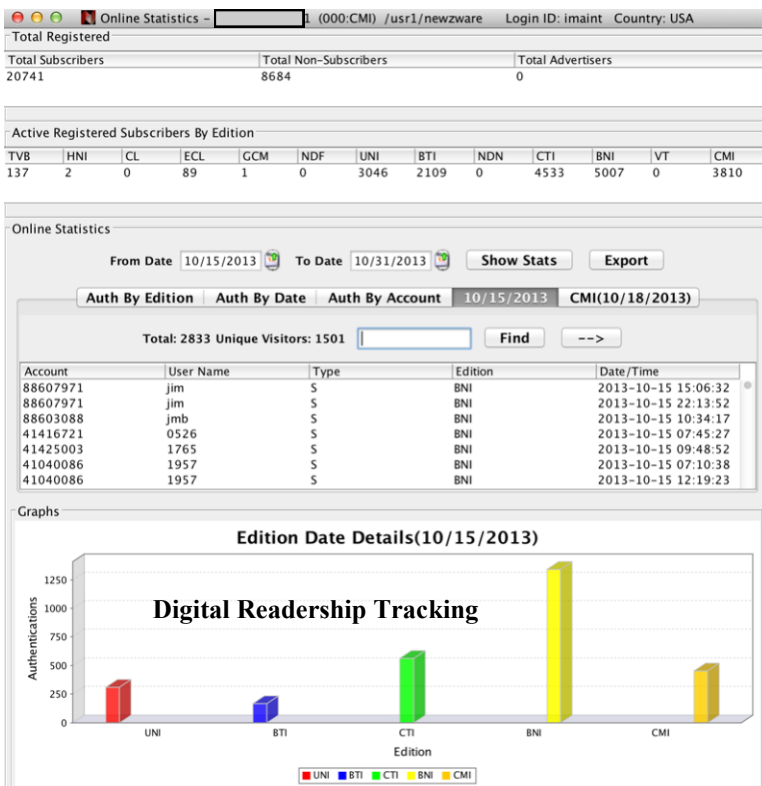 Online Statistics – 1 (000:CMI) /usr1/newzware Login ID: imaint Country: USA
Total Registered
Total Subscribers Total Non-Subscribers Total Advertisers
20741 8684 0
Active Registered Subscribers By Edition
TVB HNI CL ECL GCM NDF UNI BTI NDN CTI BNI VT CMI
137 2 0 89 1 0 3046 2109 0 4533 5007 0 3810
Online Statistics
From Date 10/15/2013 To Date 10/31/2013 Show Stats Export
Auth By Edition Auth By Date Auth By Account 10/15/2013 CMI(10/18/2013)
Total: 2833 Unique Visitors: 1501 Find -->
Account User Name Type Edition Date/Time
88607971 jim S BNI 2013-10-15 15:06:32
88607971 jim S BNI 2013-10-15 22:13:52
88603088 jmb S BNI 2013-10-15 10:34:17
41416721 0526 S BNI 2013-10-15 07:45:27
41425003 1765 S BNI 2013-10-15 09:48:52
41040086 1957 S BNI 2013-10-15 07:10:38
41040086 1957 S BNI 2013-10-15 12:19:23
Graphs
Edition Date Details(10/15/2013)
Digital Readership Tracking
Authentications
1250
1000
750
500
250
0
UNI BTI CTI BNI CMI
Edition
UNI BTI CTI BNI CMI